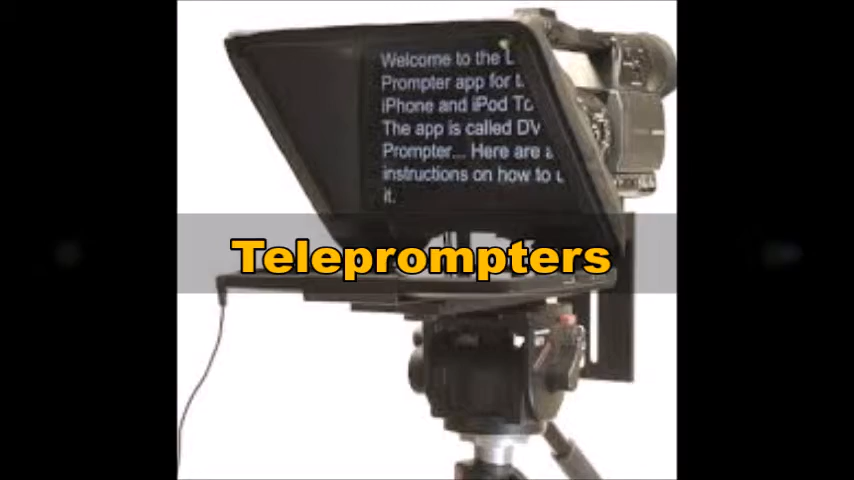 Welcome to the
Prompter app for
iPhone and iPod
The app is called
Prompter... Here are
instructions on how to
it.
Teleprompters